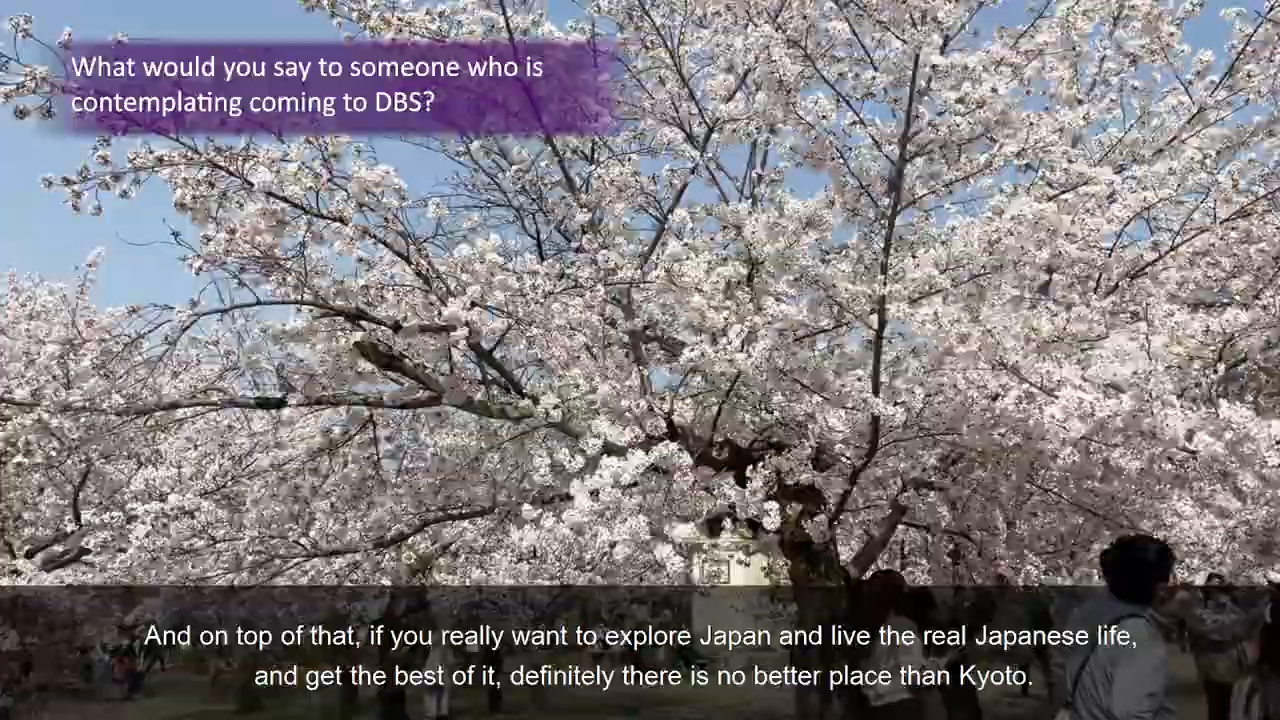 What would you say to someone who is
contemplating coming to DBS?
And on top of that, if you really want to explore Japan and live the real Japanese life,
and get the best of it, definitely there is no better place than Kyoto.